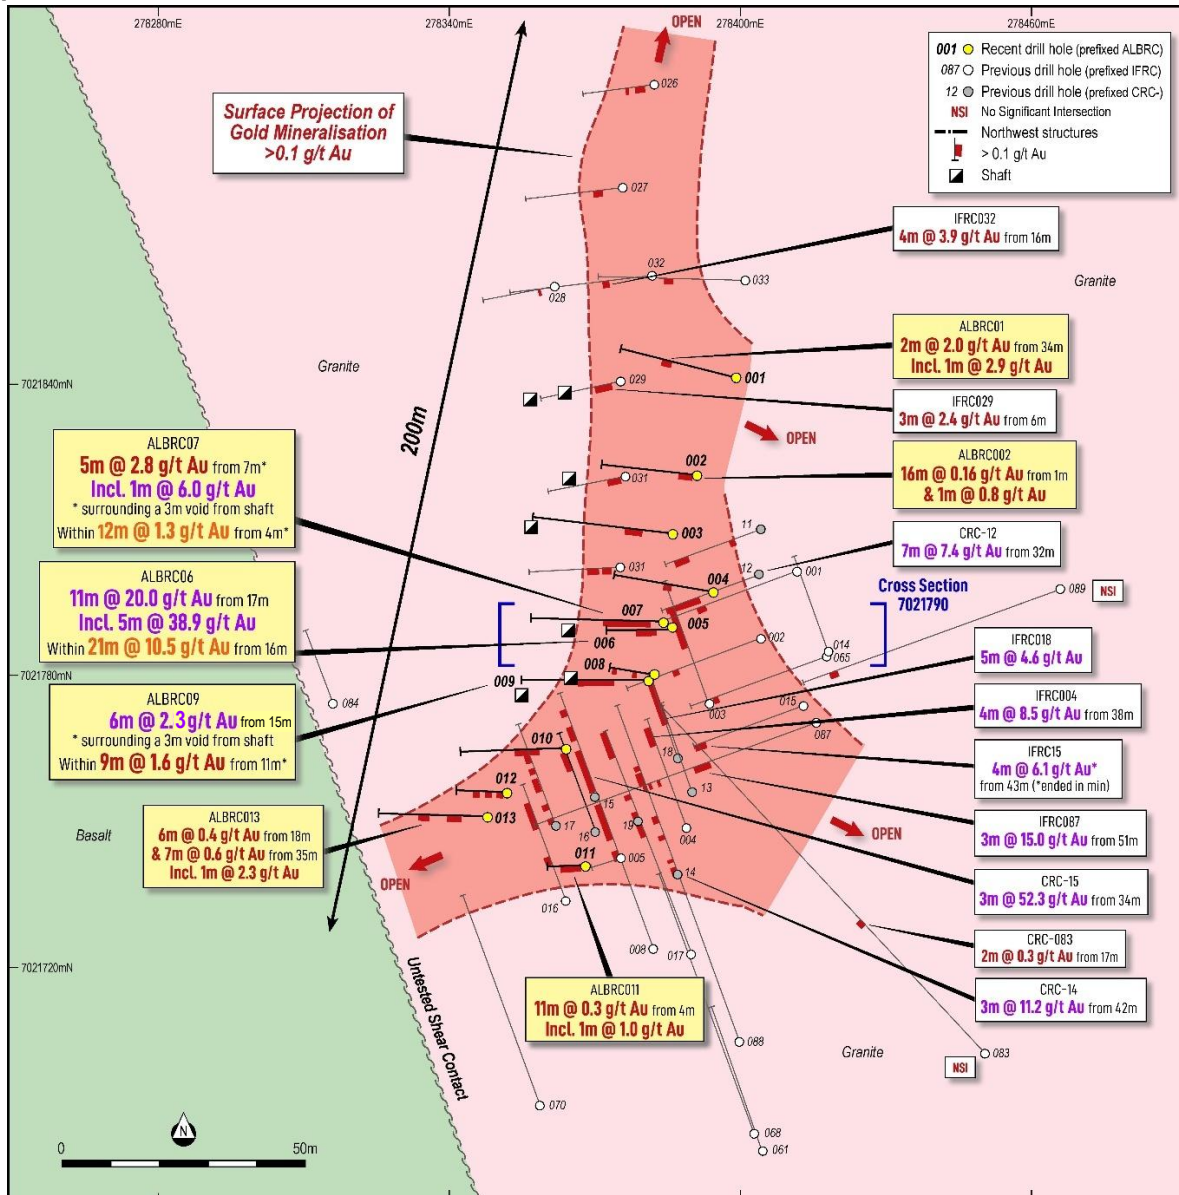 278280mE
278340mE
278400mE
278460mE
OPEN
001 Recent drill hole (prefixed ALBRC)
087 Previous drill hole (prefixed IFRC)
12 Previous drill hole (prefixed CRC-)
NSI No Significant Intersection
Northwest structures
> 0.1 g/t Au
Shaft
Surface Projection of
Gold Mineralisation
>0.1 g/t Au
026
027
IFRC032
4m @ 3.9 g/t Au from 16m
032
033
028
Granite
Granite
ALBRC01
2m @ 2.0 g/t Au from 34m
Incl. 1m @ 2.9 g/t Au
001
029
7021840mN
IFRC029
3m @ 2.4 g/t Au from 6m
200m
OPEN
ALBRC07
5m @ 2.8 g/t Au from 7m*
Incl. 1m @ 6.0 g/t Au
* surrounding a 3m void from shaft
Within 12m @ 1.3 g/t Au from 4m*
002
031
ALBRC002
16m @ 0.16 g/t Au from 1m
& 1m @ 0.8 g/t Au
003
11
CRC-12
7m @ 7.4 g/t Au from 32m
031
004
12
001
Cross Section
7021790
089
NSI
ALBRC06
11m @ 20.0 g/t Au from 17m
Incl. 5m @ 38.9 g/t Au
Within 21m @ 10.5 g/t Au from 16m
007
005
006
002
014
065
IFRC018
5m @ 4.6 g/t Au
008
009
7021780mN
084
003
015
087
ALBRC09
6m @ 2.3 g/t Au from 15m
* surrounding a 3m void from shaft
Within 9m @ 1.6 g/t Au from 11m*
IFRC004
4m @ 8.5 g/t Au from 38m
010
18
IFRC15
4m @ 6.1 g/t Au*
from 43m (*ended in min)
012
13
15
013
17
16
19
004
ALBRC013
6m @ 0.4 g/t Au from 18m
& 7m @ 0.6 g/t Au from 35m
Incl. 1m @ 2.3 g/t Au
Basalt
OPEN
IFRC087
3m @ 15.0 g/t Au from 51m
OPEN
011
005
14
CRC-15
3m @ 52.3 g/t Au from 34m
016
008
017
CRC-083
2m @ 0.3 g/t Au from 17m
7021720mN
Untested Shear Contact
ALBRC011
11m @ 0.3 g/t Au from 4m
Incl. 1m @ 1.0 g/t Au
CRC-14
3m @ 11.2 g/t Au from 42m
088
Granite
083
NSI
070
068
061
N
0
50m